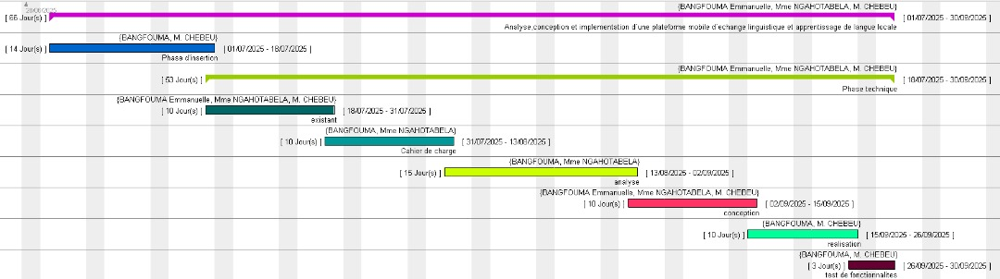 28/06/2025
{BANGFOUMA Emmanuelle, Mme NGAHOTABELA, M. CHEBEU}
[ 66 Jour(s) ] [ 01/07/2025 - 30/09/2025 ]
Analyse,conception et implementation d'une plateforme mobile d'echange linguistique et apprentissage de langue locale
{BANGFOUMA, M. CHEBEU}
[ 14 Jour(s) ] [ 01/07/2025 - 18/07/2025 ]
Phase d'insertion
{BANGFOUMA Emmanuelle, Mme NGAHOTABELA, M. CHEBEU}
[ 53 Jour(s) ] [ 18/07/2025 - 30/09/2025 ]
Phase technique
{BANGFOUMA Emmanuelle, Mme NGAHOTABELA, M. CHEBEU}
[ 10 Jour(s) ] [ 18/07/2025 - 31/07/2025 ]
existant
{BANGFOUMA, Mme NGAHOTABELA}
[ 10 Jour(s) ] [ 31/07/2025 - 13/08/2025 ]
Cahier de charge
{BANGFOUMA, Mme NGAHOTABELA}
[ 15 Jour(s) ] [ 13/08/2025 - 02/09/2025 ]
analyse
{BANGFOUMA Emmanuelle, Mme NGAHOTABELA, M. CHEBEU}
[ 10 Jour(s) ] [ 02/09/2025 - 15/09/2025 ]
conception
{BANGFOUMA, M. CHEBEU}
[ 10 Jour(s) ] [ 15/09/2025 - 26/09/2025 ]
realisation
{BANGFOUMA, M. CHEBEU}
[ 3 Jour(s) ] [ 26/09/2025 - 30/09/2025 ]
test de fonctionnalites